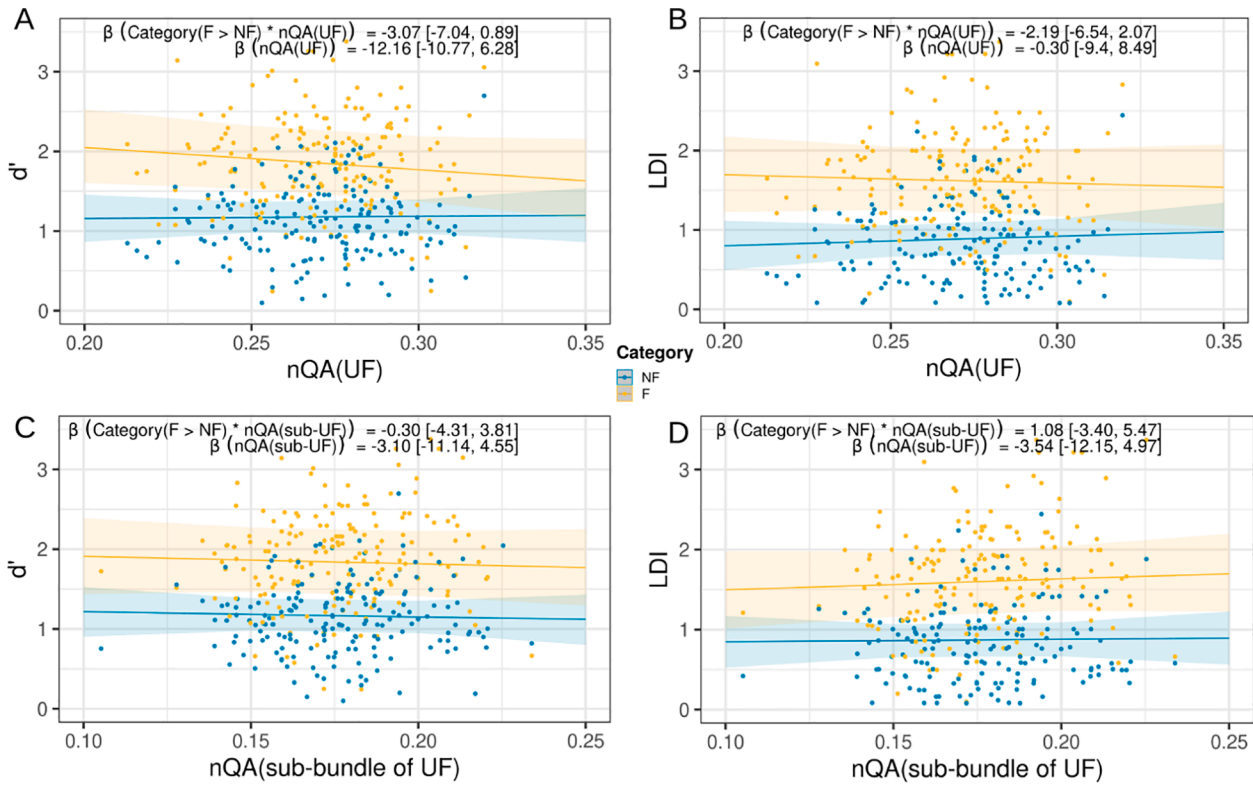 A
β (Category(F > NF) * nQA(UF)) = -3.07 [-7.04, 0.89]
β (nQA(UF)) = -12.16 [-10.77, 6.28]
3
2
1
0
d'
0.20 0.25 0.30 0.35
nQA(UF)
B
β (Category(F > NF) * nQA(UF)) = -2.19 [-6.54, 2.07]
β (nQA(UF)) = -0.30 [-9.4, 8.49]
3
2
1
0
LDI
0.20 0.25 0.30 0.35
nQA(UF)
Category
NF
F
C
β (Category(F > NF) * nQA(sub-UF)) = -0.30 [-4.31, 3.81]
β (nQA(sub-UF)) = -3.10 [-11.14, 4.55]
3
2
1
0
d'
0.10 0.15 0.20 0.25
nQA(sub-bundle of UF)
D
β (Category(F > NF) * nQA(sub-UF)) = 1.08 [-3.40, 5.47]
β (nQA(sub-UF)) = -3.54 [-12.15, 4.97]
3
2
1
0
LDI
0.10 0.15 0.20 0.25
nQA(sub-bundle of UF)